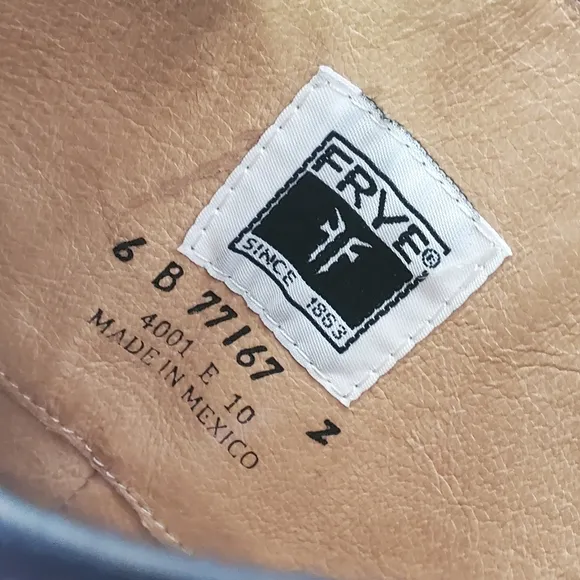 FRYE®
SINCE 1863
6 B 77167 Z
4001 E 10
MADE IN MEXICO